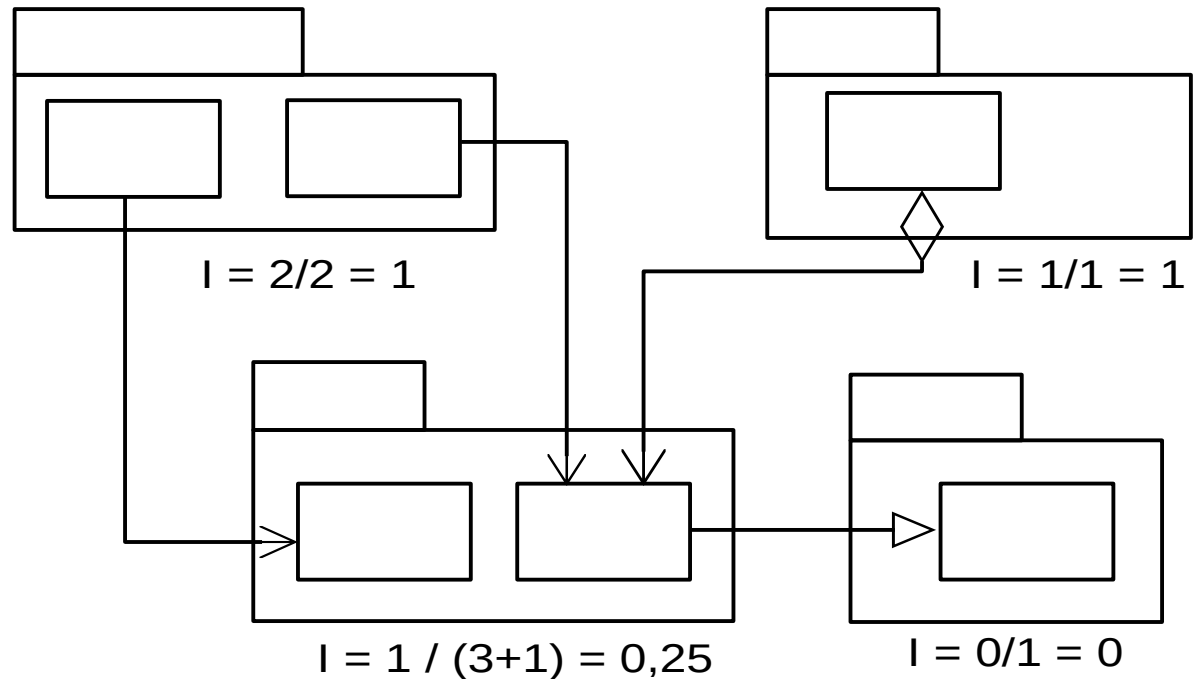 I = 2/2 = 1
I = 1/1 = 1
I = 1 / (3+1) = 0,25
I = 0/1 = 0